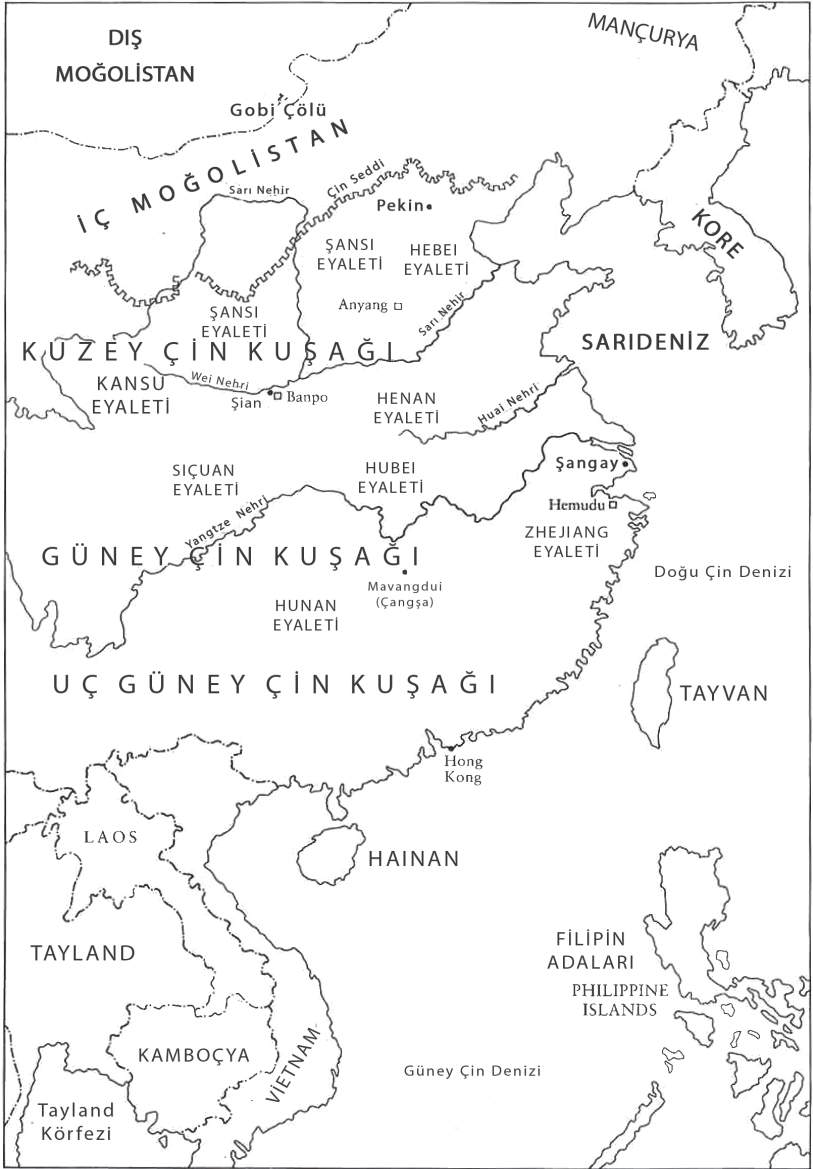 DIŞ
MOĞOLİSTAN
MANÇURYA
Gobi Çölü
İÇ MOĞOLİSTAN
Sarı Nehir
Çin Seddi
Pekin
KORE
ŞANSI
EYALETİ
HEBEI
EYALETİ
Anyang
Sarı Nehir
ŞANSI
EYALETİ
SARIDENİZ
KUZEY ÇİN KUŞAĞI
KANSU
EYALETİ
Wei Nehri
Şian
Banpo
HENAN
EYALETİ
Huai Nehri
SIÇUAN
EYALETİ
HUBEI
EYALETİ
Şangay
Yangtze Nehri
Hemudu
ZHEJIANG
EYALETİ
GÜNEY ÇİN KUŞAĞI
Mavangdui
(Çangşa)
Doğu Çin Denizi
HUNAN
EYALETİ
UÇ GÜNEY ÇİN KUŞAĞI
TAYVAN
Hong
Kong
LAOS
HAINAN
TAYLAND
FİLİPİN
ADALARI
PHILIPPINE
ISLANDS
KAMBOÇYA
VİETNAM
Güney Çin Denizi
Tayland
Körfezi